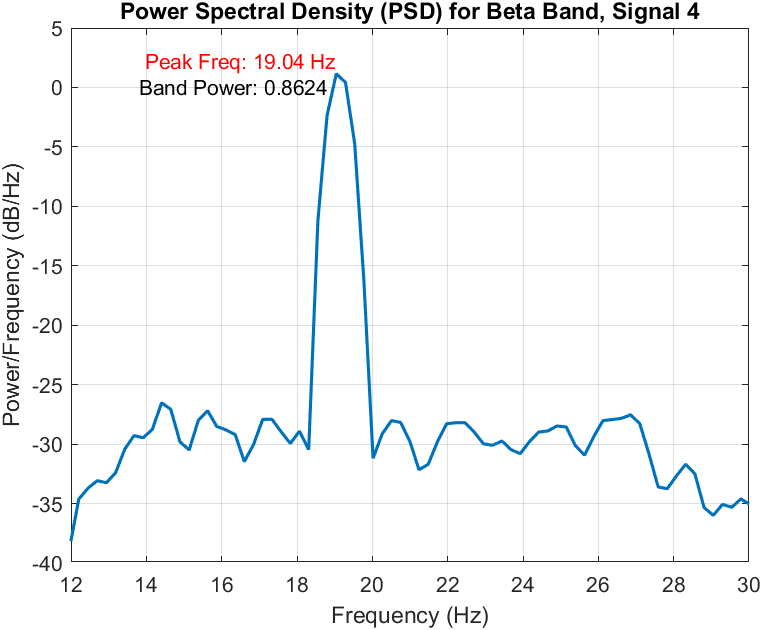 Power Spectral Density (PSD) for Beta Band, Signal 4
Peak Freq: 19.04 Hz
Band Power: 0.8624
Power/Frequency (dB/Hz)
5
0
-5
-10
-15
-20
-25
-30
-35
-40
12 14 16 18 20 22 24 26 28 30
Frequency (Hz)